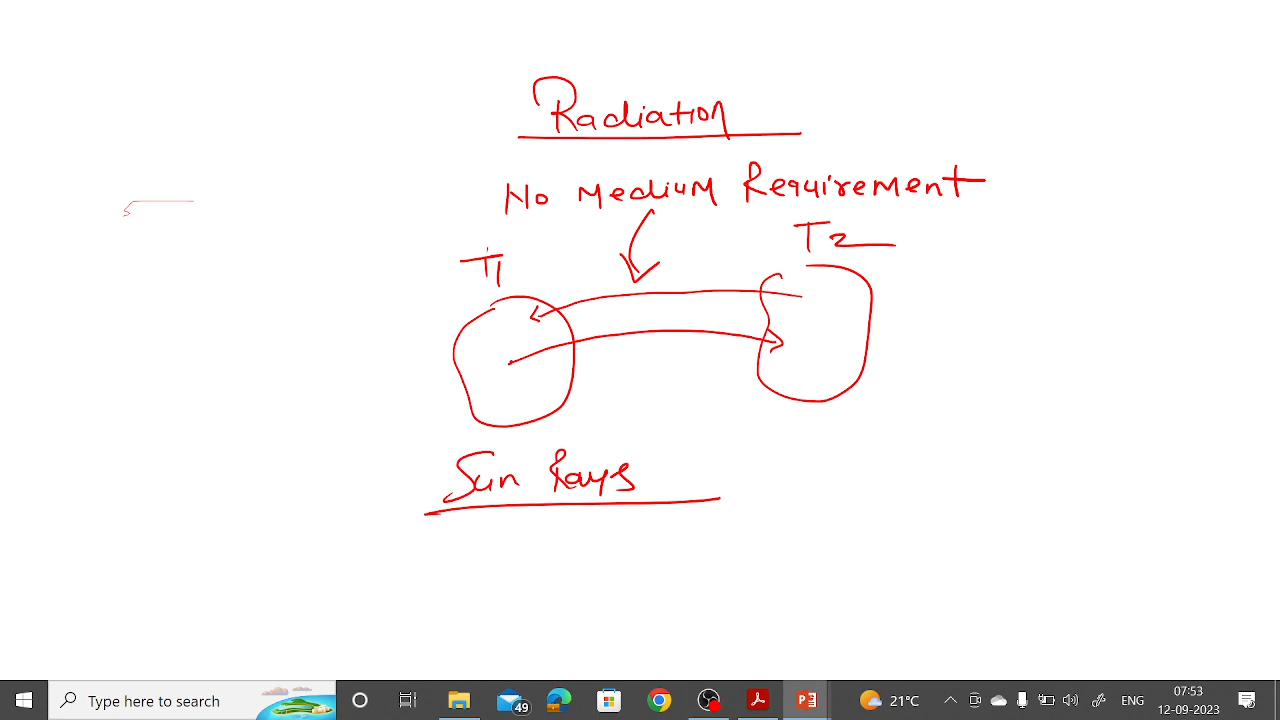 Radiation
No Medium Requirement
T1
T2
Sun Rays
Type here to search
49
21°C
ENG
07:53
12-09-2023